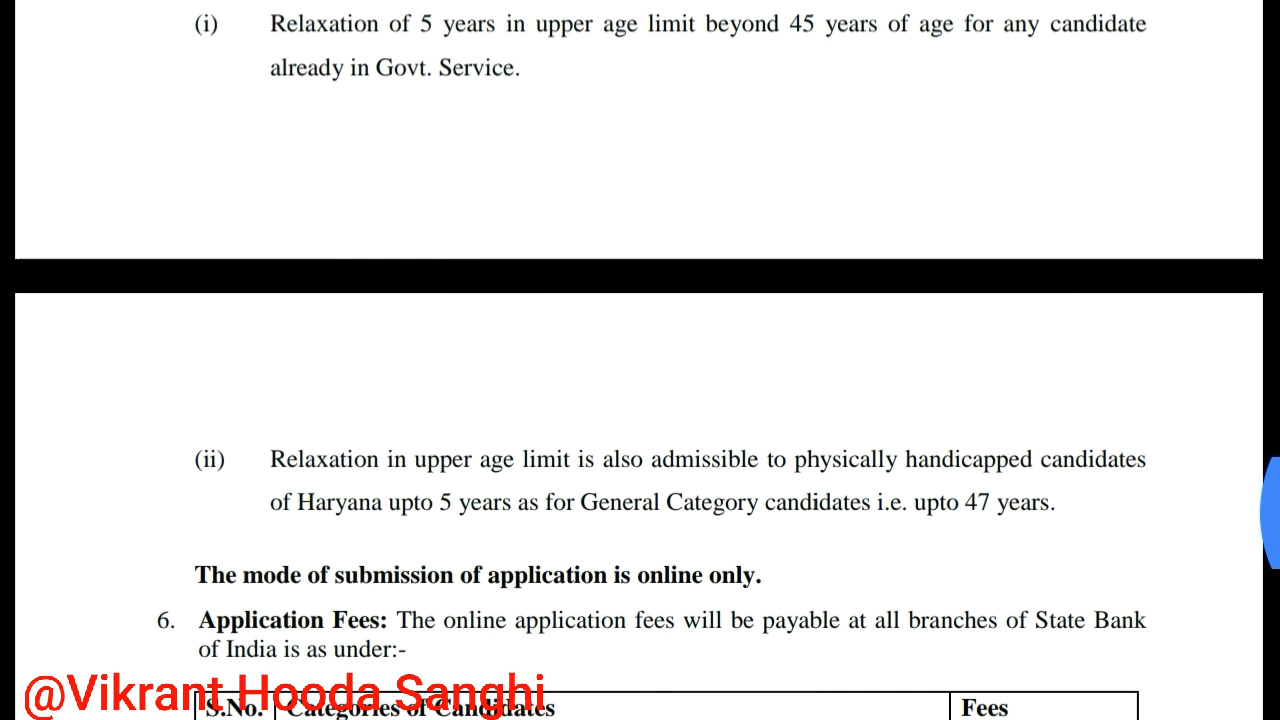 (i) Relaxation of 5 years in upper age limit beyond 45 years of age for any candidate
already in Govt. Service.
(ii) Relaxation in upper age limit is also admissible to physically handicapped candidates
of Haryana upto 5 years as for General Category candidates i.e. upto 47 years.
The mode of submission of application is online only.
6. Application Fees: The online application fees will be payable at all branches of State Bank
of India is as under:-
@Vikrant Hooda Sanghi
S.No. Categories of Candidates Fees